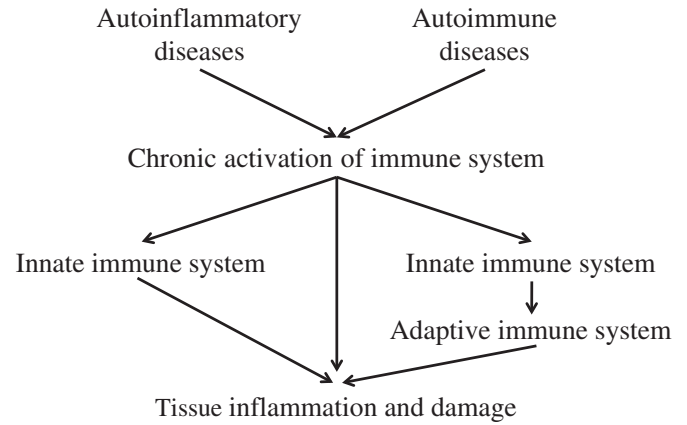 Autoinflammatory
diseases
Autoimmune
diseases
Chronic activation of immune system
Innate immune system
Innate immune system
Adaptive immune system
Tissue inflammation and damage